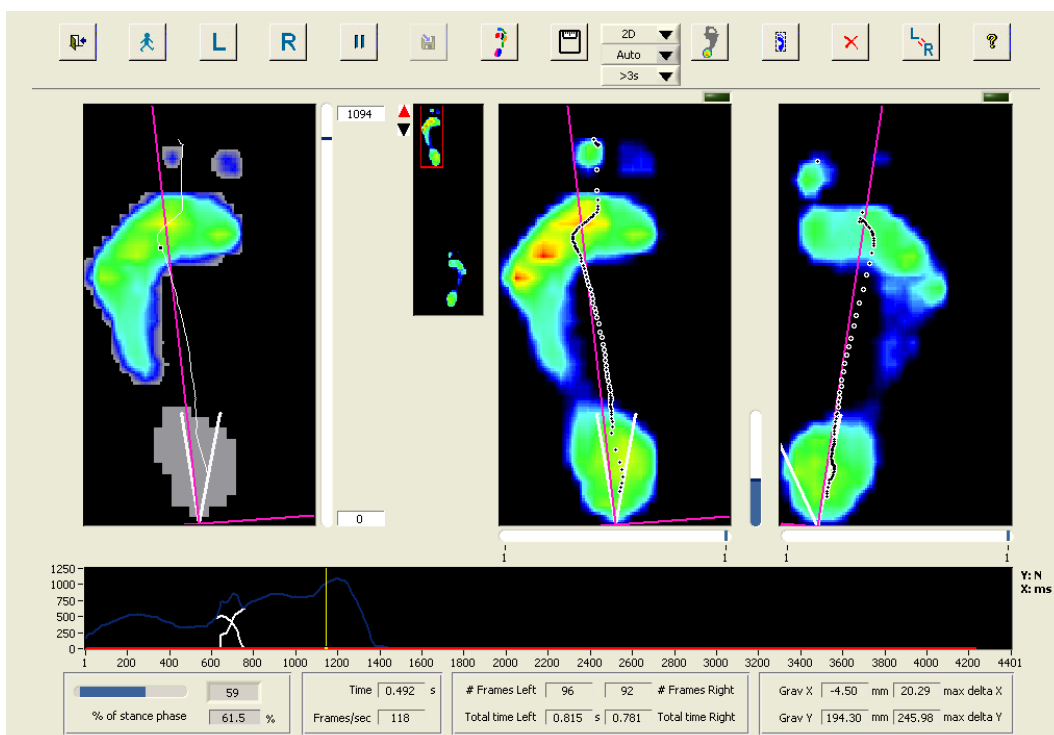 L R II ?
2D
Auto
>3s
L R
1094
0
1 1 1 1
1250
1000
750
500
250
0
Y: N
X: ms
1 200 400 600 800 1000 1200 1400 1600 1800 2000 2200 2400 2600 2800 3000 3200 3400 3600 3800 4000 4200 4401
59
% of stance phase 61.5 %
Time 0.492 s
Frames/sec 118
# Frames Left 96 92 # Frames Right
Total time Left 0.815 s 0.781 Total time Right
Grav X -4.50 mm 20.29 max delta X
Grav Y 194.30 mm 245.98 max delta Y